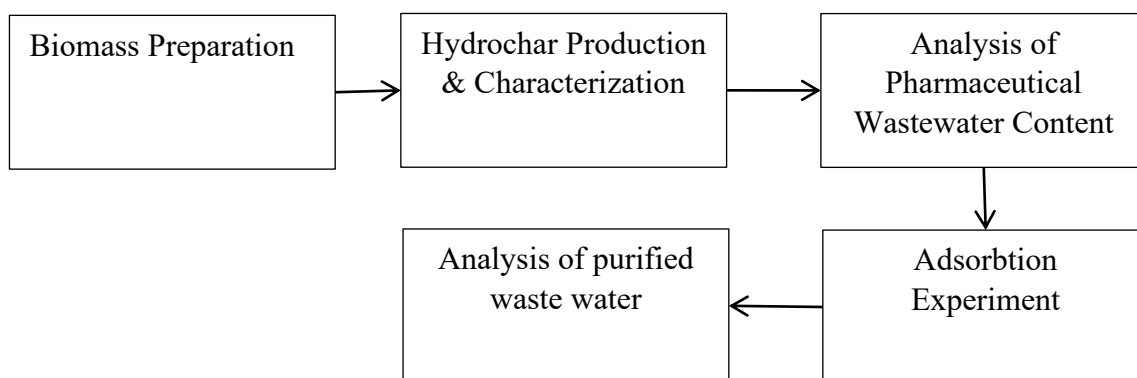 Biomass Preparation
Hydrochar Production
& Characterization
Analysis of
Pharmaceutical
Wastewater Content
Adsorbtion
Experiment
Analysis of purified
waste water